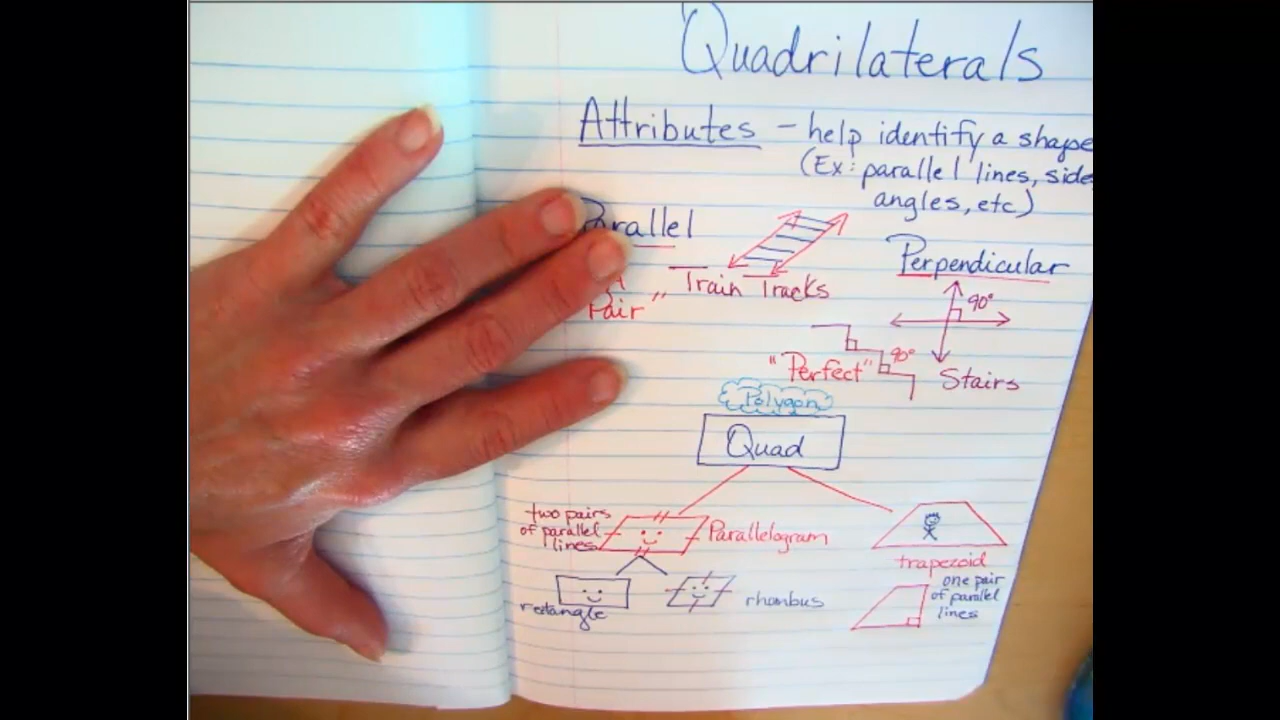 Quadrilaterals
Attributes - help identify a shape
(Ex: parallel lines, side
angles, etc)
Parallel
Pair"
Train Tracks
Perpendicular
90°
"Perfect"
90°
Stairs
Polygon
Quad
two pairs
of parallel
lines
Parallelogram
trapezoid
one pair
of parallel
lines
rectangle
rhombus